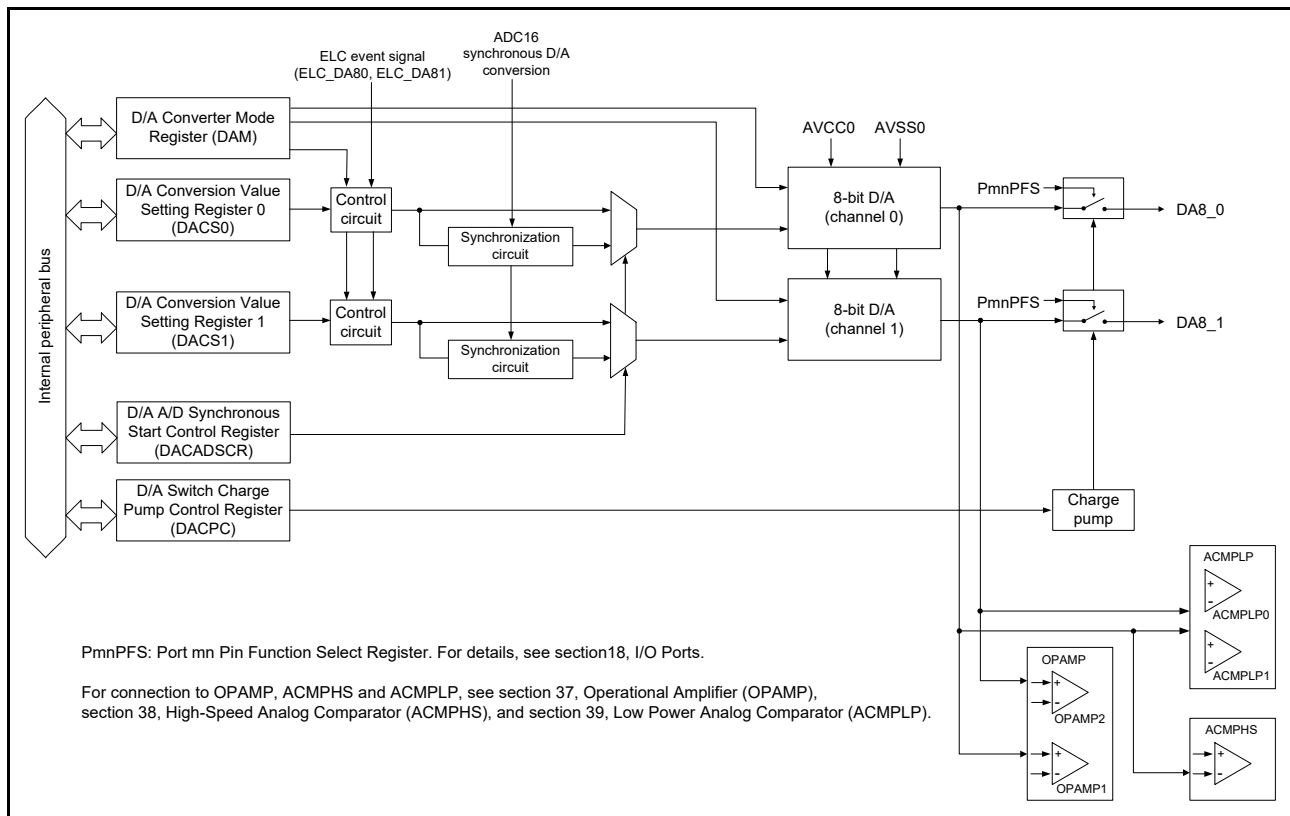 ELC event signal
(ELC_DA80, ELC_DA81)
ADC16
synchronous D/A
conversion
Internal peripheral bus
D/A Converter Mode
Register (DAM)
D/A Conversion Value
Setting Register 0
(DACS0)
D/A Conversion Value
Setting Register 1
(DACS1)
D/A A/D Synchronous
Start Control Register
(DACADSCR)
D/A Switch Charge
Pump Control Register
(DACPC)
Control
circuit
Synchronization
circuit
Control
circuit
Synchronization
circuit
AVCC0
AVSS0
8-bit D/A
(channel 0)
8-bit D/A
(channel 1)
PmnPFS
DA8_0
PmnPFS
DA8_1
Charge
pump
ACMPLP
+
-
ACMPLP0
+
-
ACMPLP1
OPAMP
+
-
OPAMP2
+
-
OPAMP1
ACMPHS
+
-
PmnPFS: Port mn Pin Function Select Register. For details, see section18, I/O Ports.
For connection to OPAMP, ACMPHS and ACMPLP, see section 37, Operational Amplifier (OPAMP),
section 38, High-Speed Analog Comparator (ACMPHS), and section 39, Low Power Analog Comparator (ACMPLP).